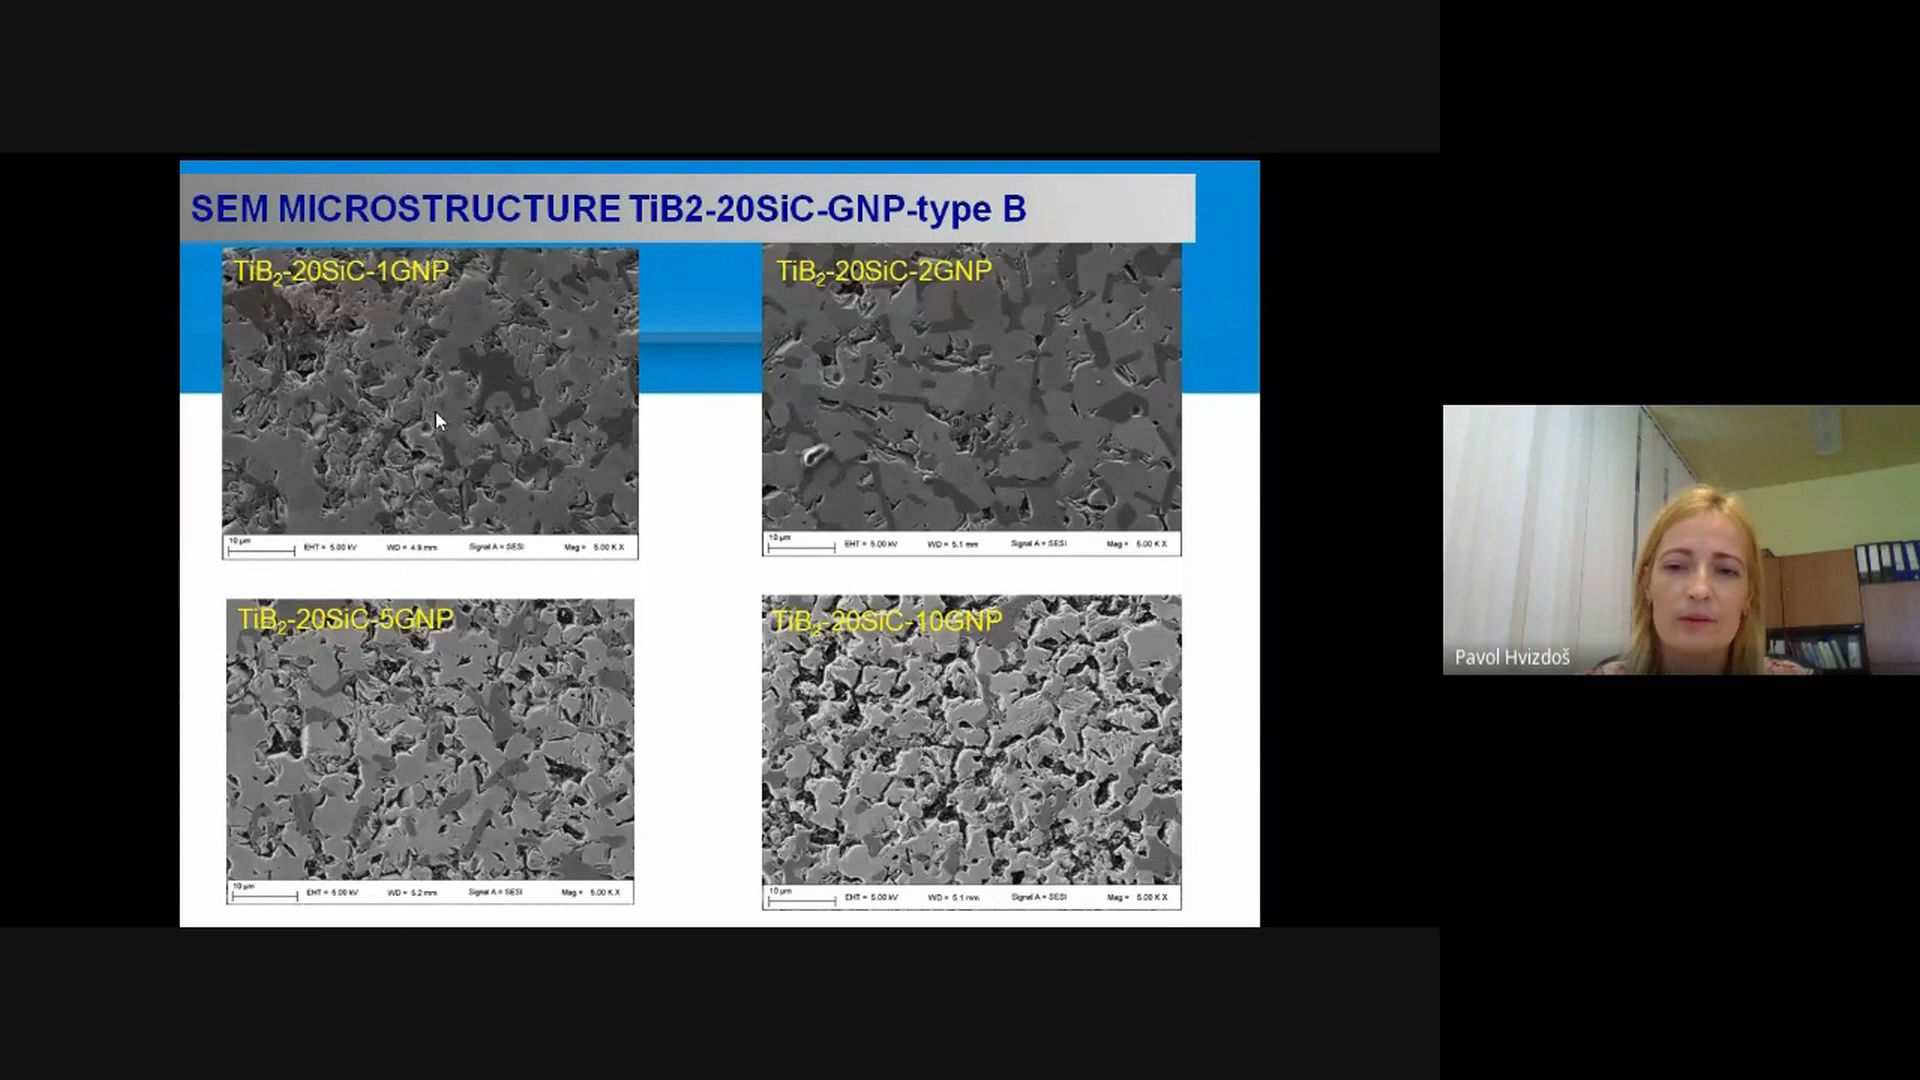 SEM MICROSTRUCTURE TiB2-20SiC-GNP-type B
TiB₂-20SiC-1GNP
TiB₂-20SiC-2GNP
10 µm EHT = 5.00 kV WD = 4.9 mm Signal A = SESI Mag = 5.00 K X
10 µm EHT = 5.00 kV WD = 5.1 mm Signal A = SESI Mag = 5.00 K X
TiB₂-20SiC-5GNP
TiB₂-20SiC-10GNP
10 µm EHT = 5.00 kV WD = 5.2 mm Signal A = SESI Mag = 5.00 K X
10 µm EHT = 5.00 kV WD = 5.1 mm Signal A = SESI Mag = 5.00 K X
Pavol Hvizdoš